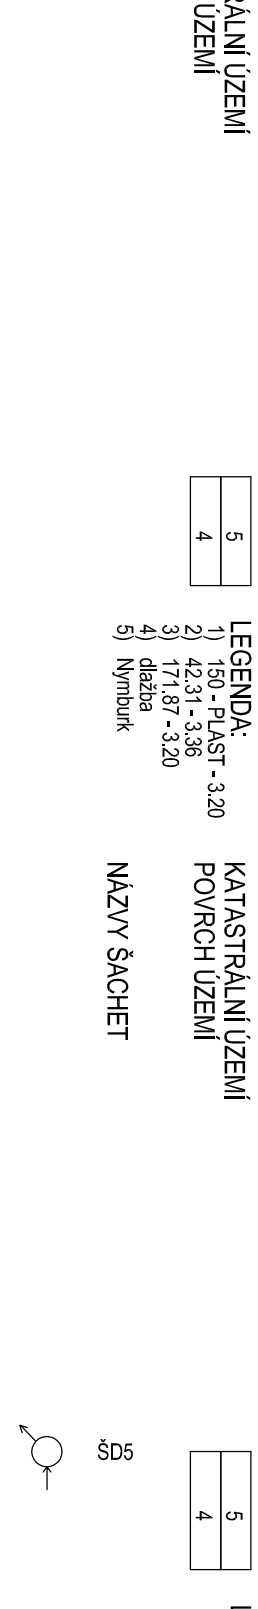 RÁLNÍ ÚZEMÍ
ÚZEMÍ
5
4
LEGENDA:
1) 150 - PLAST - 3.20
2) 42.31 - 3.36
3) 171.87 - 3.20
4) dlažba
5) Nymburk
KATASTRÁLNÍ ÚZEMÍ
POVRCH ÚZEMÍ
NÁZVY ŠACHET
5
4
ŠD5